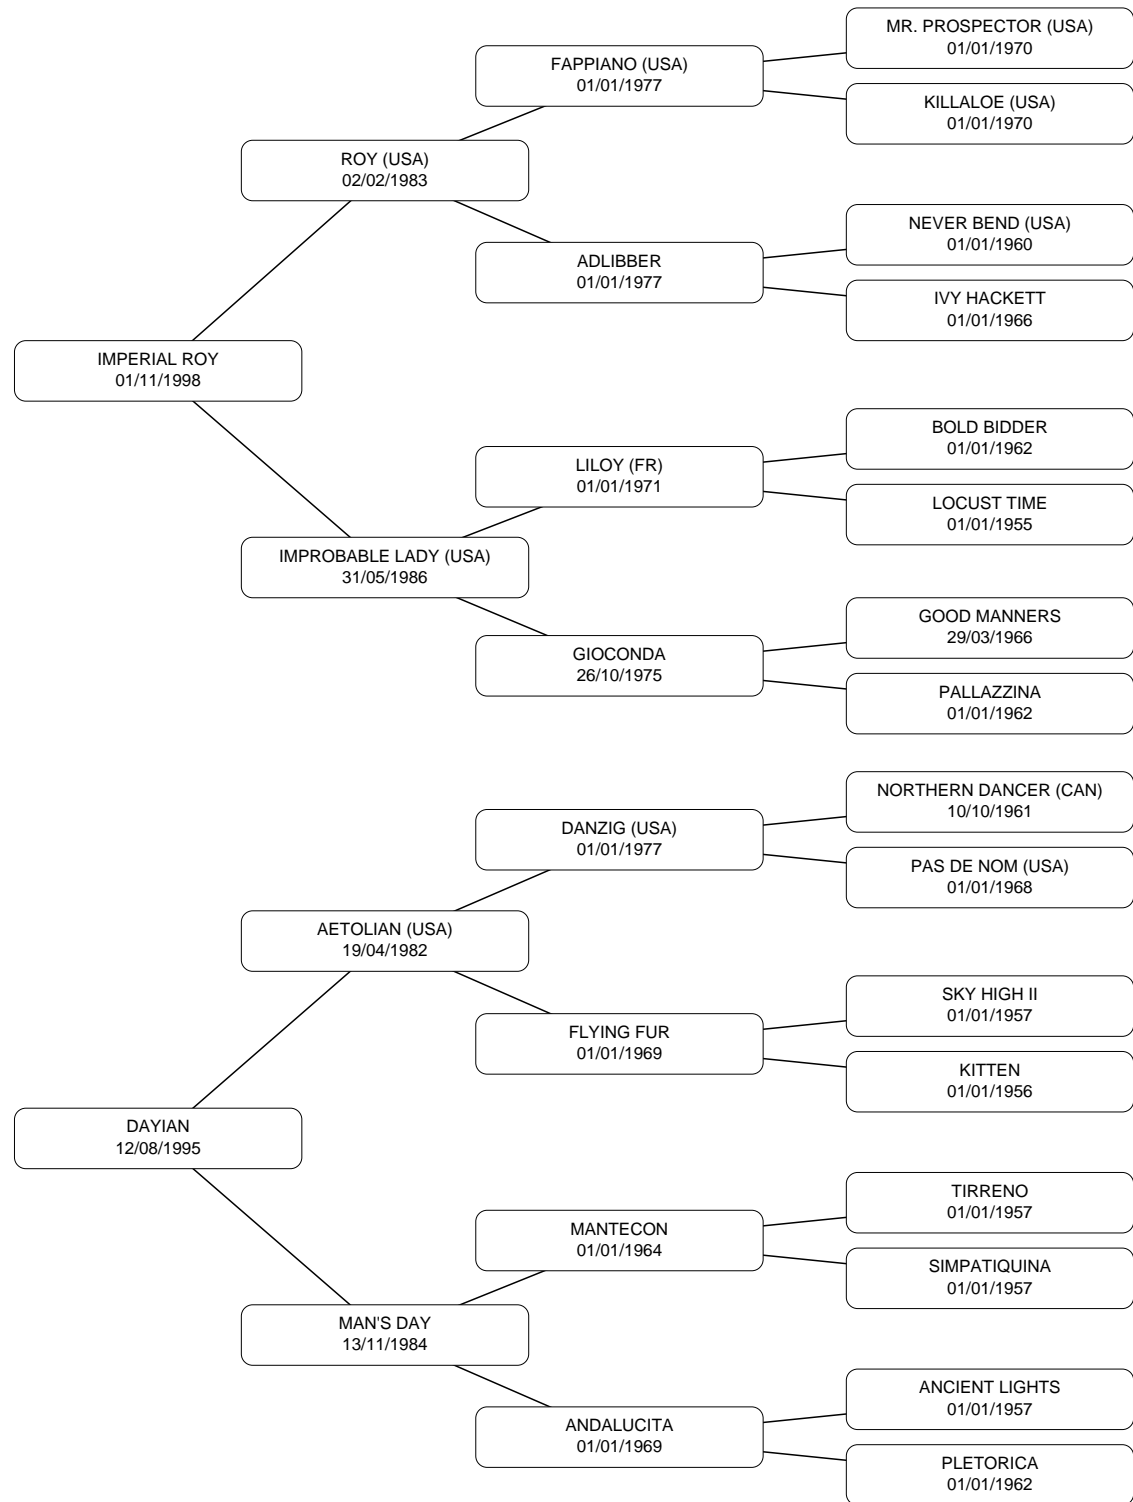 MR. PROSPECTOR (USA)
01/01/1970
FAPPIANO (USA)
01/01/1977
KILLALOE (USA)
01/01/1970
ROY (USA)
02/02/1983
NEVER BEND (USA)
01/01/1960
ADLIBBER
01/01/1977
IVY HACKETT
01/01/1966
IMPERIAL ROY
01/11/1998
BOLD BIDDER
01/01/1962
LILOY (FR)
01/01/1971
LOCUST TIME
01/01/1955
IMPROBABLE LADY (USA)
31/05/1986
GOOD MANNERS
29/03/1966
GIOCONDA
26/10/1975
PALLAZZINA
01/01/1962
NORTHERN DANCER (CAN)
10/10/1961
DANZIG (USA)
01/01/1977
PAS DE NOM (USA)
01/01/1968
AETOLIAN (USA)
19/04/1982
SKY HIGH II
01/01/1957
FLYING FUR
01/01/1969
KITTEN
01/01/1956
DAYIAN
12/08/1995
TIRRENO
01/01/1957
MANTECON
01/01/1964
SIMPATIQUINA
01/01/1957
MAN'S DAY
13/11/1984
ANCIENT LIGHTS
01/01/1957
ANDALUCITA
01/01/1969
PLETORICA
01/01/1962